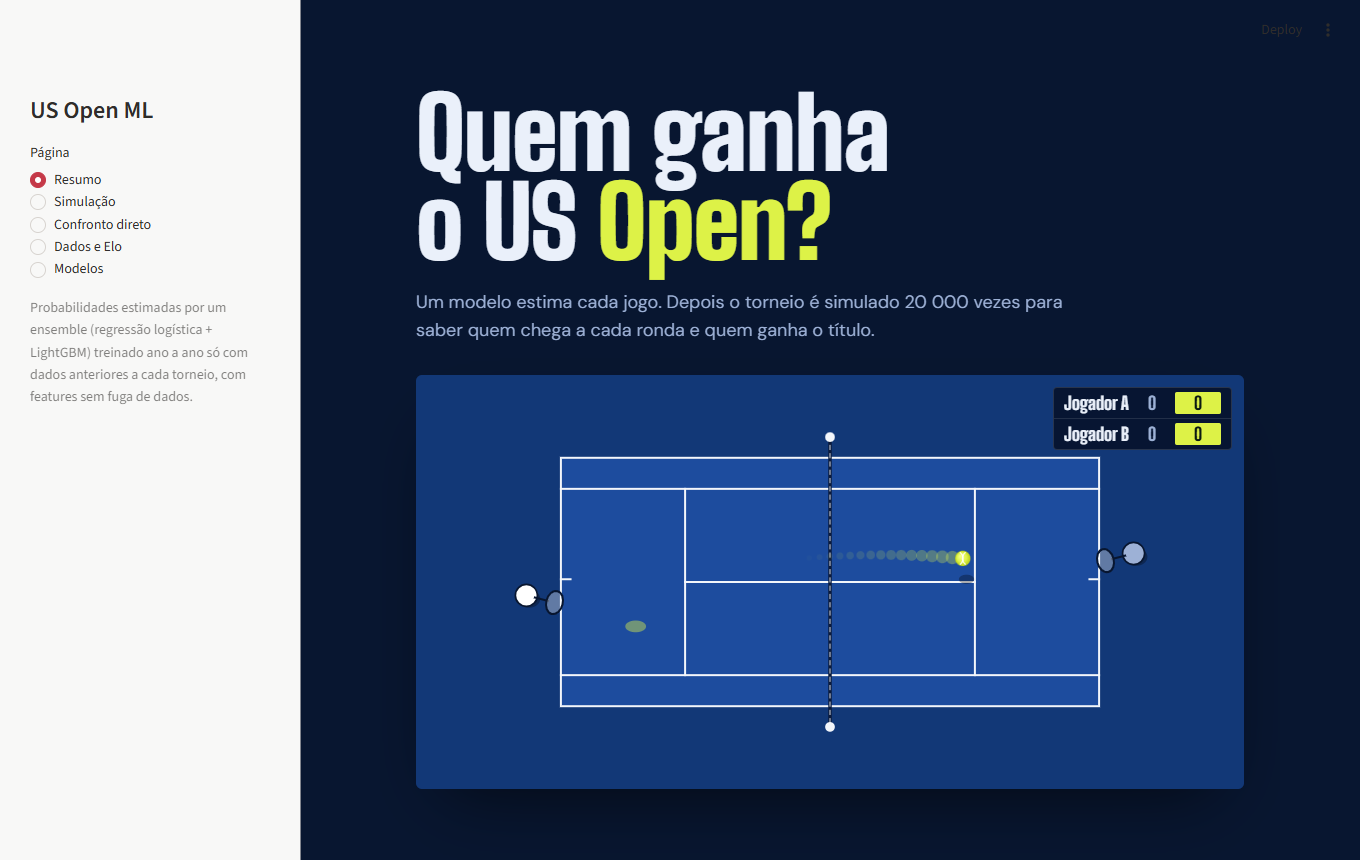 Deploy
US Open ML
Página
Resumo
Simulação
Confronto direto
Dados e Elo
Modelos
Probabilidades estimadas por um
ensemble (regressão logística +
LightGBM) treinado ano a ano só com
dados anteriores a cada torneio, com
features sem fuga de dados.
Quem ganha
o US Open?
Um modelo estima cada jogo. Depois o torneio é simulado 20 000 vezes para
saber quem chega a cada ronda e quem ganha o título.
Jogador A 0 0
Jogador B 0 0